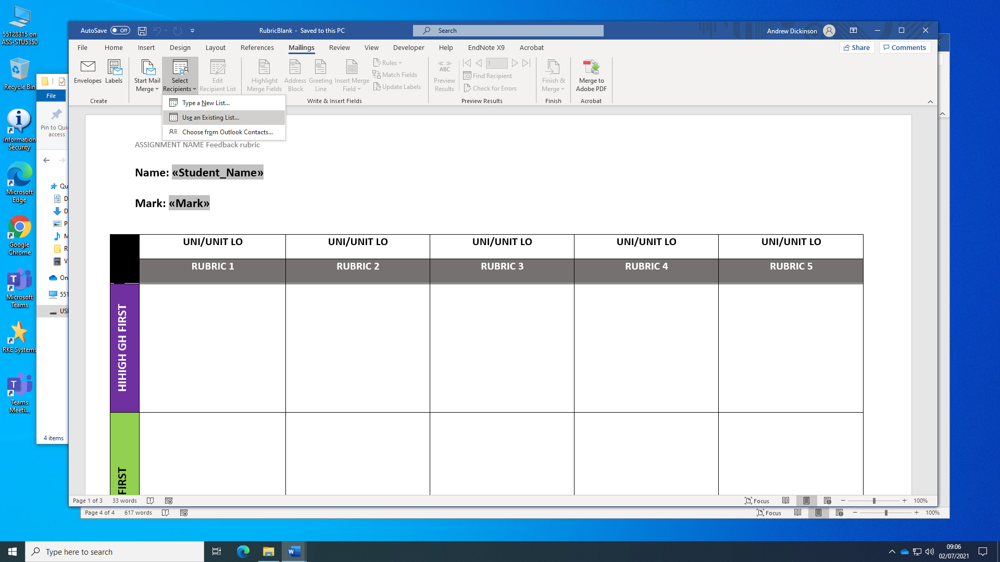 55128315 on
ASS-STU5350
Recycle Bin
Information
Security
Microsoft
Edge
Google
Chrome
Microsoft
Teams
RKE Systems
Teams
Meeti...
File
Pin to Quic
access
Qu
D
D
P
M
R
V
On
551
USI
4 items
AutoSave Off
RubricBlank - Saved to this PC
Search
Andrew Dickinson
File Home Insert Design Layout References Mailings Review View Developer Help EndNote X9 Acrobat
Share Comments
Envelopes Labels
Create
Start Mail
Merge
Select
Recipients
Edit
Recipient List
Highlight
Merge Fields
Address
Block
Greeting
Line
Insert Merge
Field
Rules
Match Fields
Update Labels
Write & Insert Fields
ABC
Preview
Results
1
Find Recipient
Check for Errors
Preview Results
Finish &
Merge
Finish
Merge to
Adobe PDF
Acrobat
Type a New List...
Use an Existing List...
Choose from Outlook Contacts...
ASSIGNMENT NAME Feedback rubric
Name: «Student_Name»
Mark: «Mark»
UNI/UNIT LO UNI/UNIT LO UNI/UNIT LO UNI/UNIT LO UNI/UNIT LO
RUBRIC 1 RUBRIC 2 RUBRIC 3 RUBRIC 4 RUBRIC 5
HIHIGH GH FIRST
FIRST
Page 1 of 3 33 words
Focus
100%
Page 4 of 4 617 words
Focus
100%
Type here to search
09:06
02/07/2021